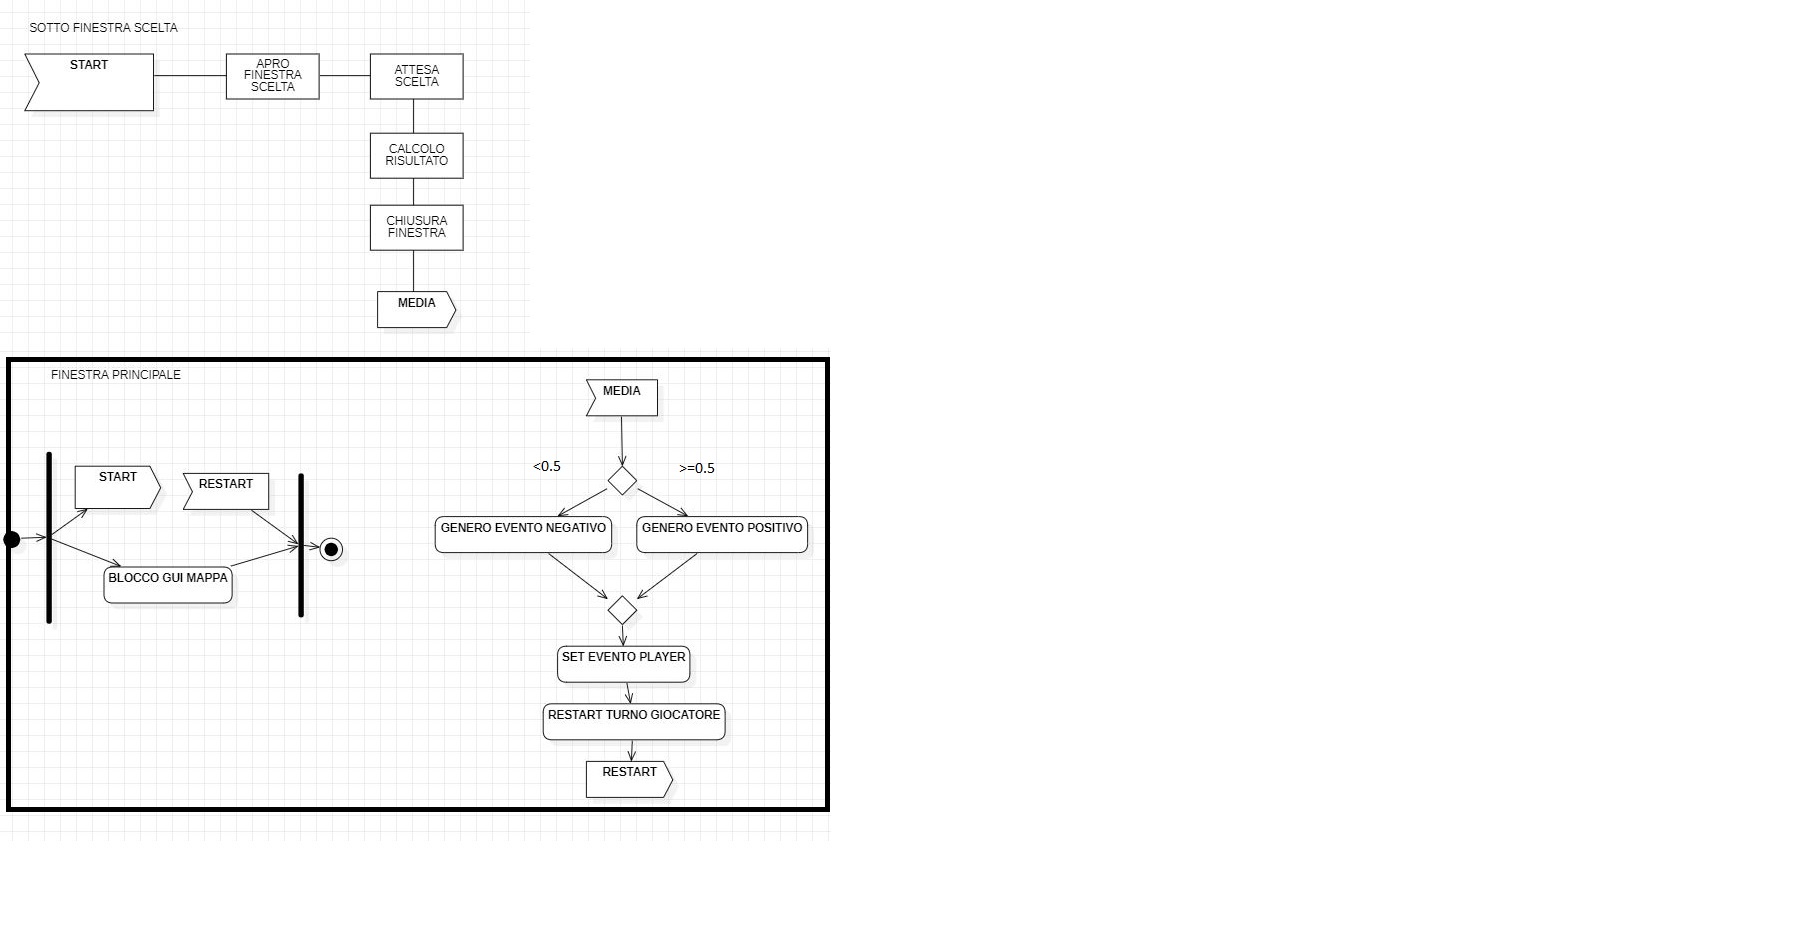 SOTTO FINESTRA SCELTA
START
APRO
FINESTRA
SCELTA
ATTESA
SCELTA
CALCOLO
RISULTATO
CHIUSURA
FINESTRA
MEDIA
FINESTRA PRINCIPALE
START
RESTART
BLOCCO GUI MAPPA
MEDIA
<0.5
>=0.5
GENERO EVENTO NEGATIVO
GENERO EVENTO POSITIVO
SET EVENTO PLAYER
RESTART TURNO GIOCATORE
RESTART